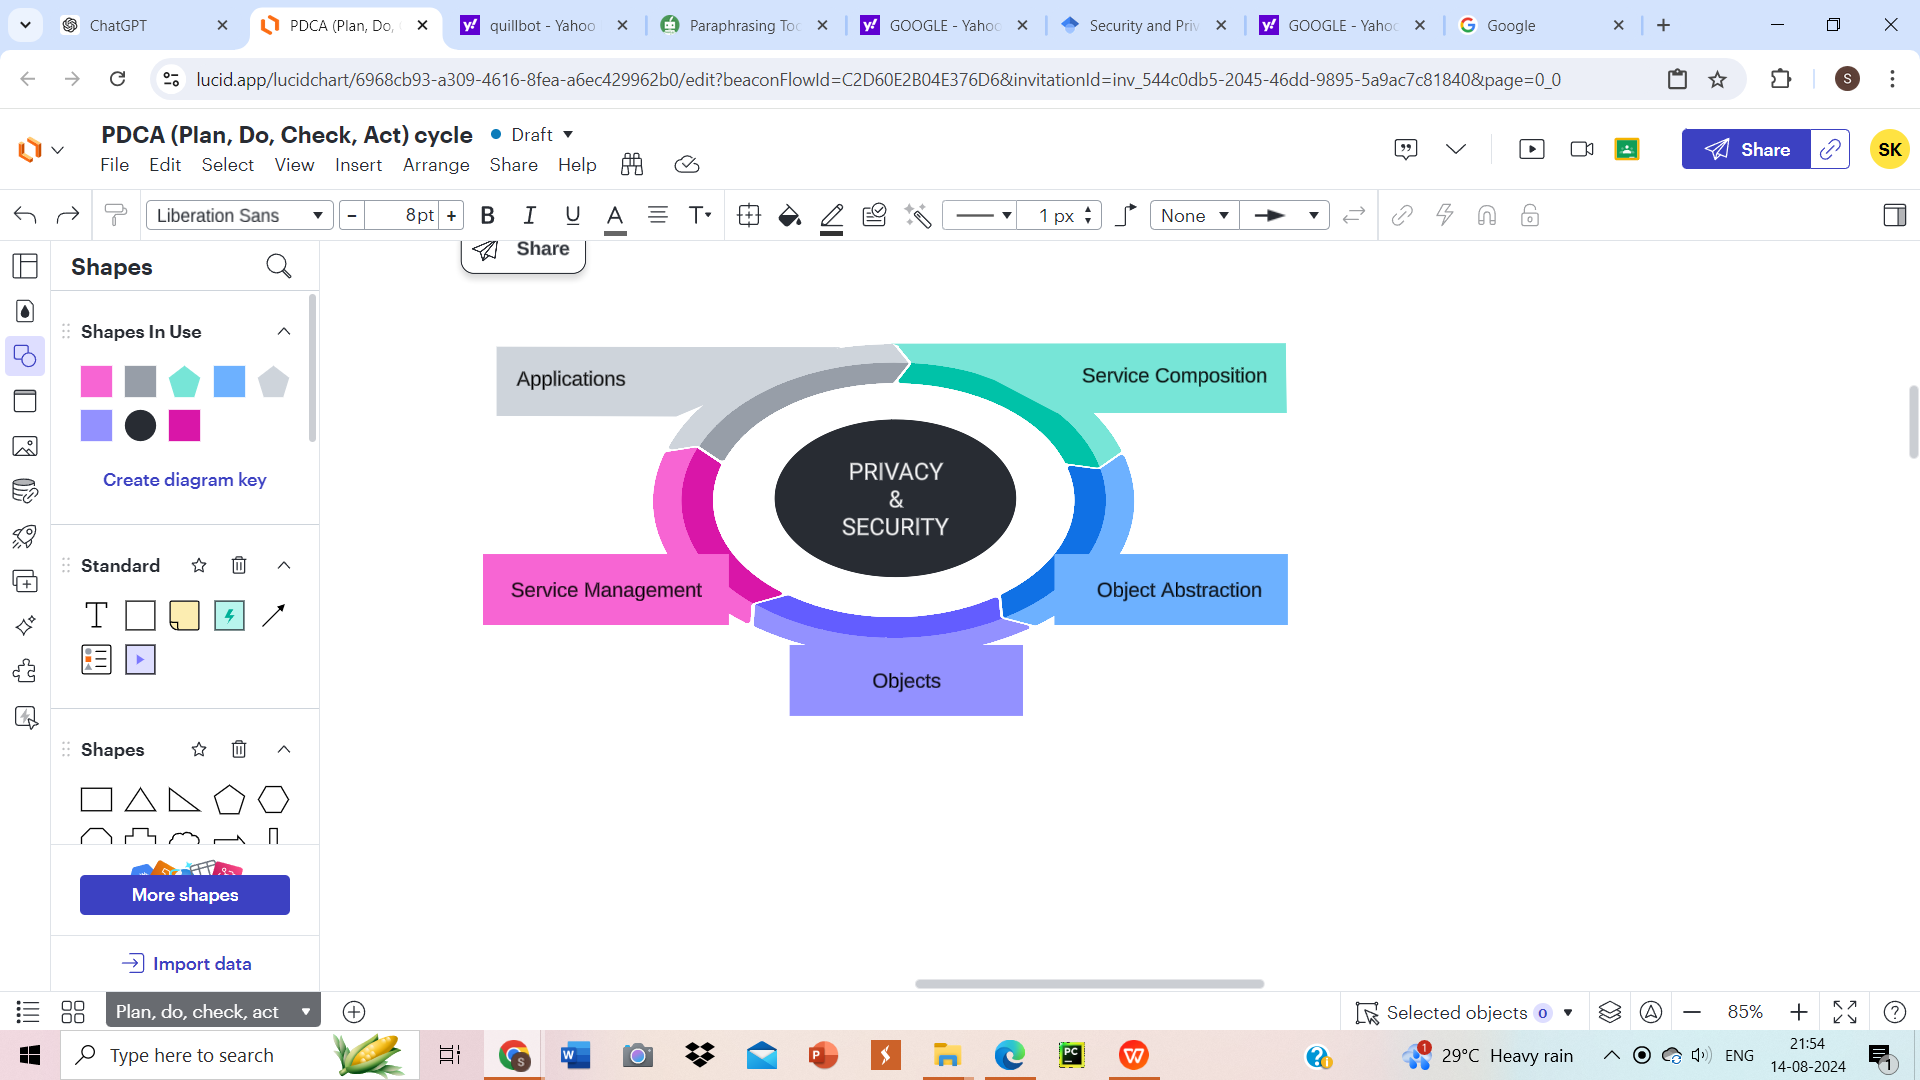 ChatGPT
PDCA (Plan, Do,
quillbot - Yahoo
Paraphrasing Too
GOOGLE - Yahoo
Security and Priv
GOOGLE - Yahoo
Google
lucid.app/lucidchart/6968cb93-a309-4616-8fea-a6ec429962b0/edit?beaconFlowId=C2D60E2B04E376D6&invitationId=inv_544c0db5-2045-46dd-9895-5a9ac7c81840&page=0_0
S
PDCA (Plan, Do, Check, Act) cycle
Draft
File Edit Select View Insert Arrange Share Help
Share
SK
Liberation Sans
- 8pt +
B I U A T
1 px
None
Share
Shapes
Shapes In Use
Create diagram key
Standard
T
Shapes
More shapes
Import data
Applications
Service Composition
PRIVACY
&
SECURITY
Service Management
Object Abstraction
Objects
Plan, do, check, act
Selected objects 0
85%
Type here to search
29°C Heavy rain
ENG
21:54
14-08-2024
1